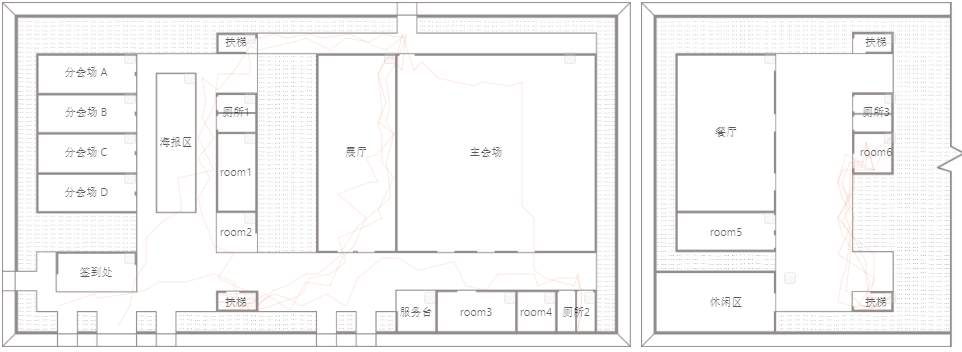 扶梯
分会场 A
分会场 B
分会场 C
分会场 D
海报区
厕所1
room1
room2
展厅
主会场
签到处
扶梯
服务台
room3
room4
厕所2
扶梯
餐厅
厕所3
room6
room5
休闲区
扶梯